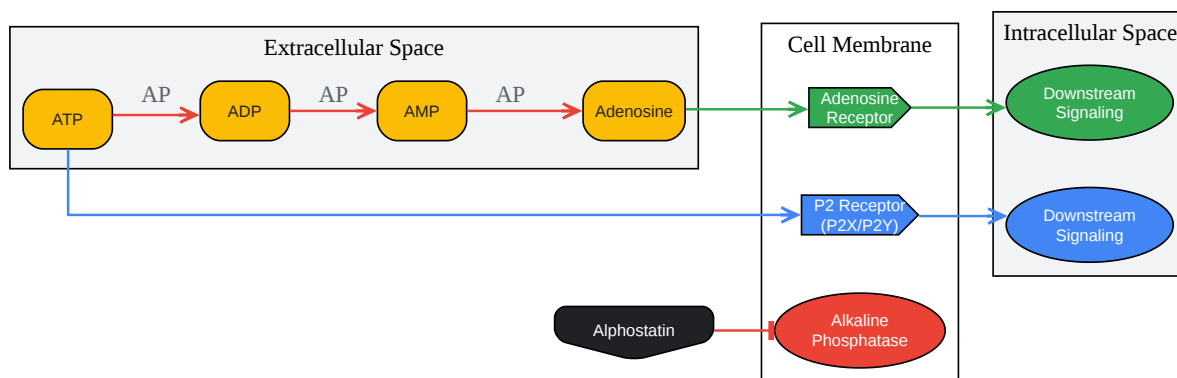 Extracellular Space
Cell Membrane
Intracellular Space
AP
AP
AP
ATP
ADP
AMP
Adenosine
Adenosine
Receptor
Downstream
Signaling
P2 Receptor
(P2X/P2Y)
Downstream
Signaling
Alphostatin
Alkaline
Phosphatase